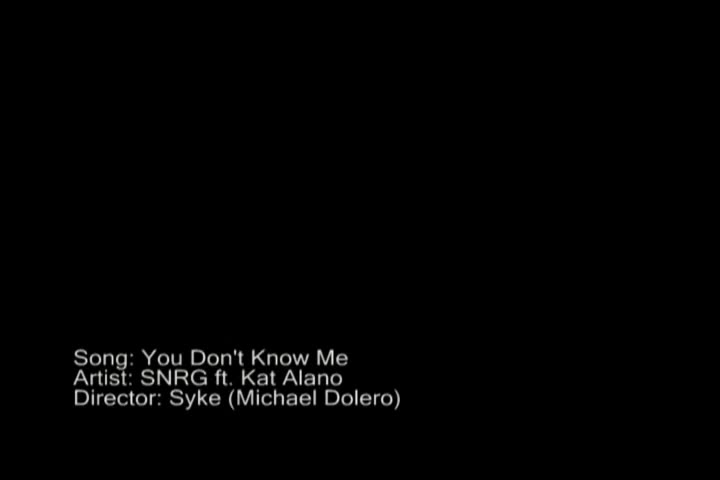 Song: You Don't Know Me
Artist: SNRG ft. Kat Alano
Director: Syke (Michael Dolero)